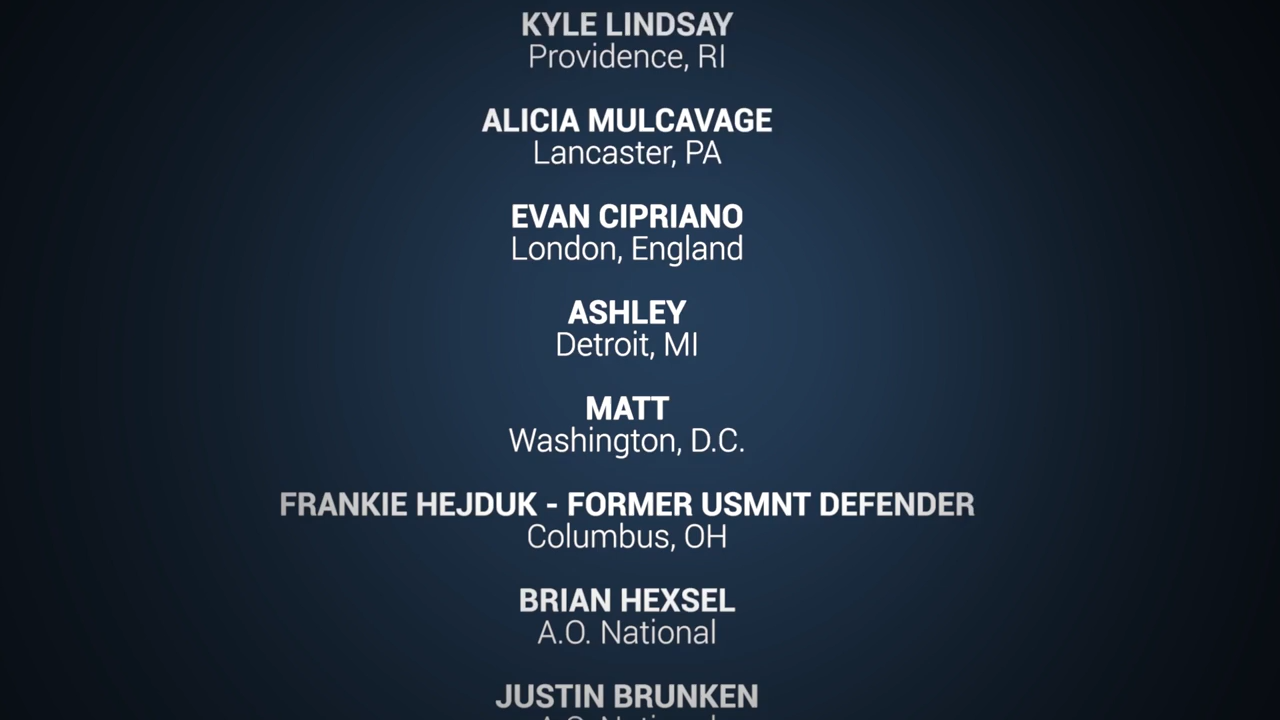 KYLE LINDSAY
Providence, RI
ALICIA MULCAVAGE
Lancaster, PA
EVAN CIPRIANO
London, England
ASHLEY
Detroit, MI
MATT
Washington, D.C.
FRANKIE HEJDUK - FORMER USMNT DEFENDER
Columbus, OH
BRIAN HEXSEL
A.O. National
JUSTIN BRUNKEN